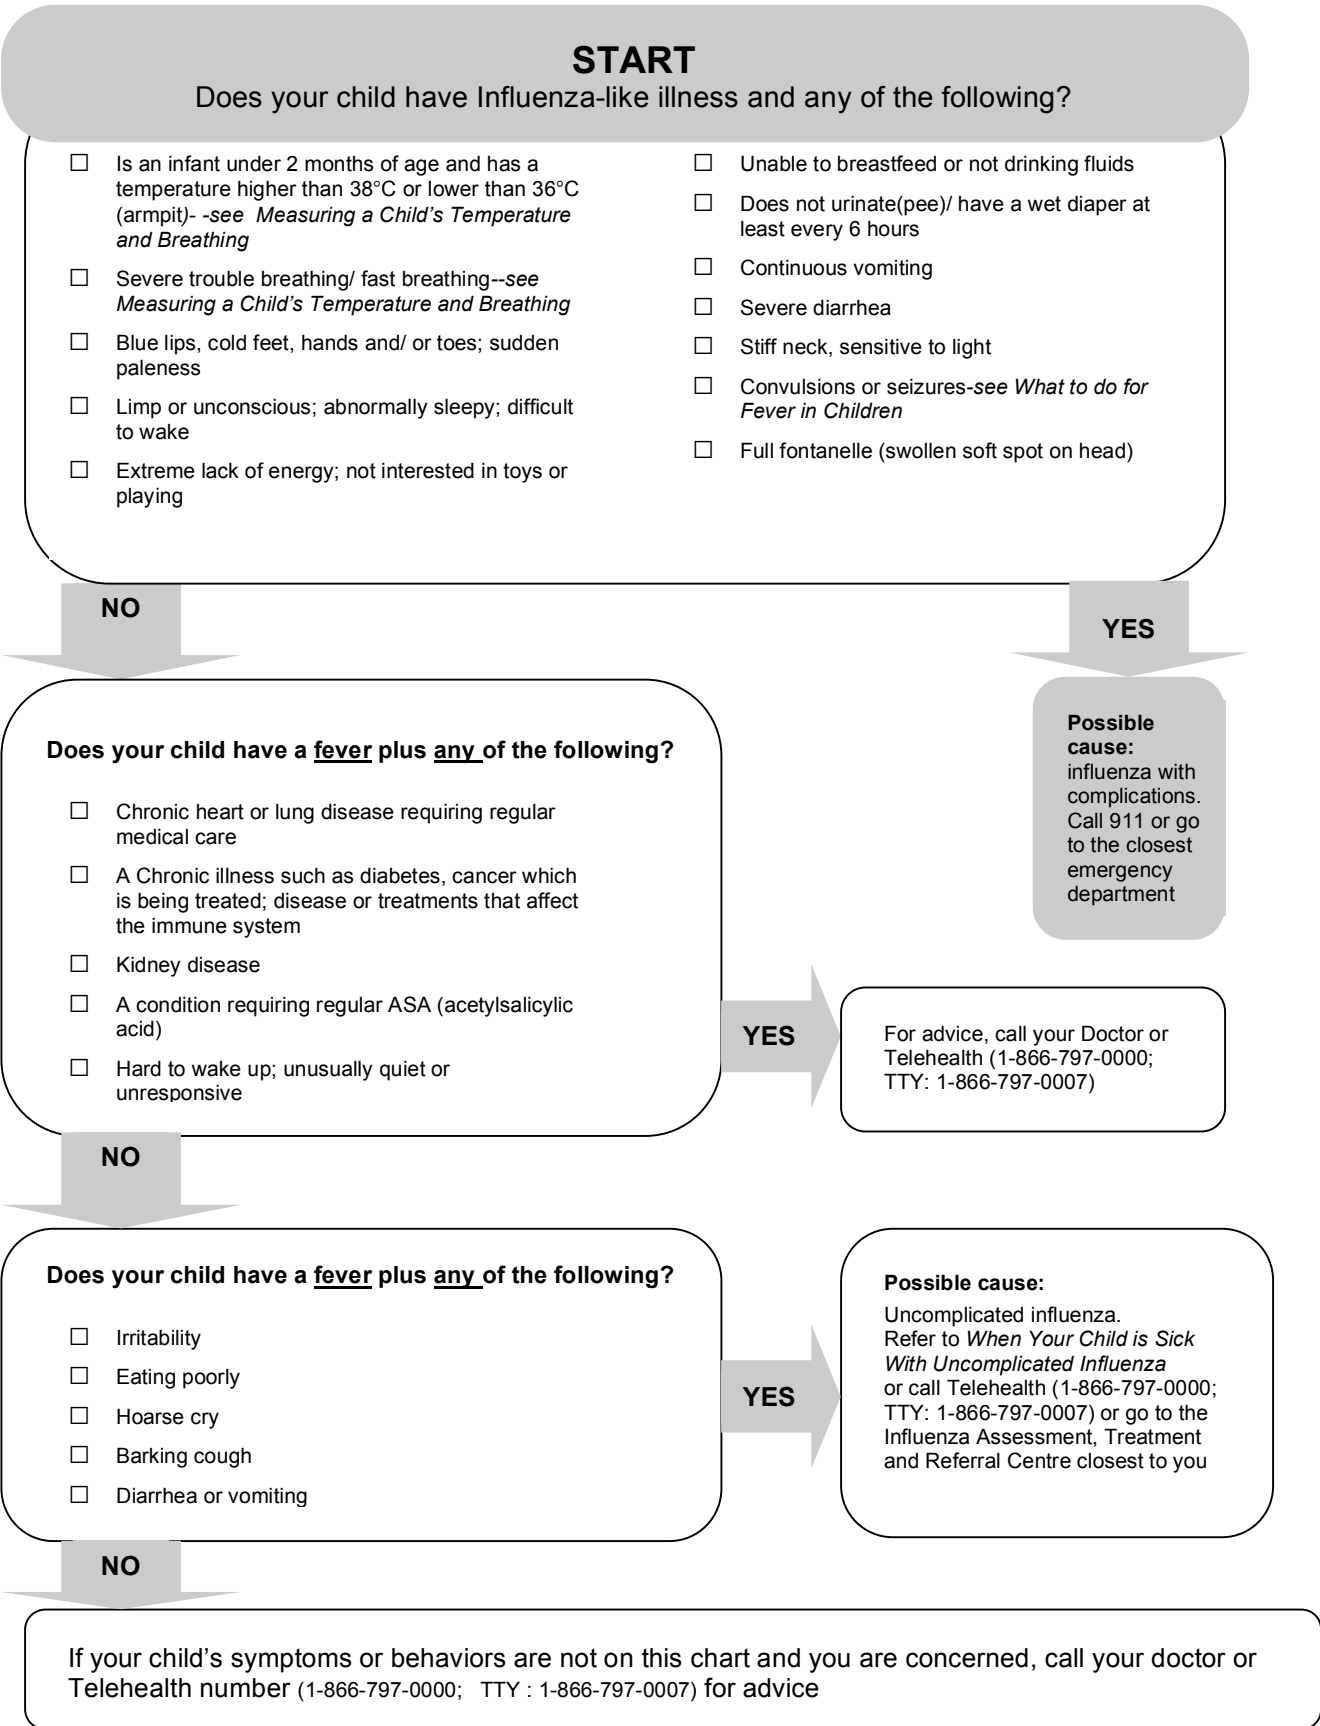 START
Does your child have Influenza-like illness and any of the following?
☐ Is an infant under 2 months of age and has a
temperature higher than 38°C or lower than 36°C
(armpit)- -see Measuring a Child's Temperature
and Breathing
☐ Severe trouble breathing/ fast breathing--see
Measuring a Child's Temperature and Breathing
☐ Blue lips, cold feet, hands and/ or toes; sudden
paleness
☐ Limp or unconscious; abnormally sleepy; difficult
to wake
☐ Extreme lack of energy; not interested in toys or
playing
☐ Unable to breastfeed or not drinking fluids
☐ Does not urinate(pee)/ have a wet diaper at
least every 6 hours
☐ Continuous vomiting
☐ Severe diarrhea
☐ Stiff neck, sensitive to light
☐ Convulsions or seizures-see What to do for
Fever in Children
☐ Full fontanelle (swollen soft spot on head)
NO
YES
Possible
cause:
influenza with
complications.
Call 911 or go
to the closest
emergency
department
Does your child have a fever plus any of the following?
☐ Chronic heart or lung disease requiring regular
medical care
☐ A Chronic illness such as diabetes, cancer which
is being treated; disease or treatments that affect
the immune system
☐ Kidney disease
☐ A condition requiring regular ASA (acetylsalicylic
acid)
☐ Hard to wake up; unusually quiet or
unresponsive
YES
For advice, call your Doctor or
Telehealth (1-866-797-0000;
TTY: 1-866-797-0007)
NO
Does your child have a fever plus any of the following?
☐ Irritability
☐ Eating poorly
☐ Hoarse cry
☐ Barking cough
☐ Diarrhea or vomiting
YES
Possible cause:
Uncomplicated influenza.
Refer to When Your Child is Sick
With Uncomplicated Influenza
or call Telehealth (1-866-797-0000;
TTY: 1-866-797-0007) or go to the
Influenza Assessment, Treatment
and Referral Centre closest to you
NO
If your child's symptoms or behaviors are not on this chart and you are concerned, call your doctor or
Telehealth number (1-866-797-0000; TTY : 1-866-797-0007) for advice